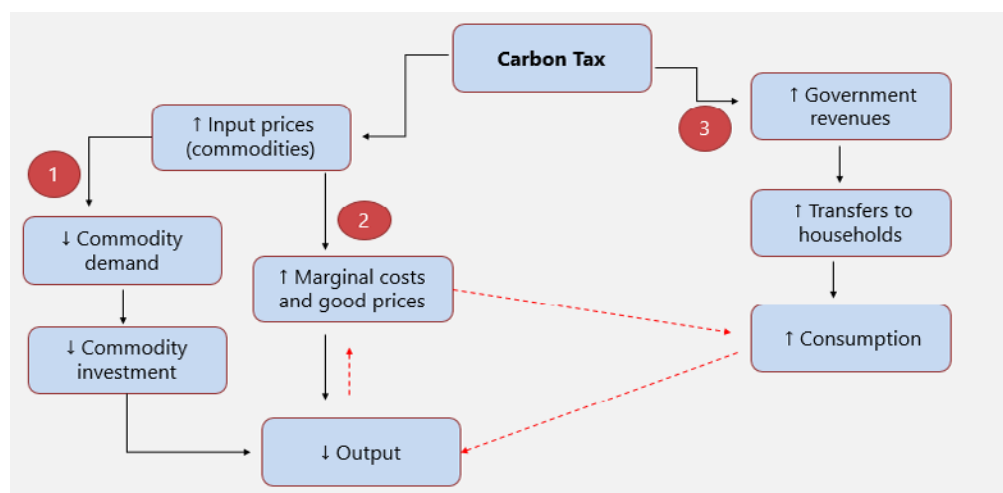 Carbon Tax
↑ Government
revenues
↑ Input prices
(commodities)
3
1
2
↓ Commodity
demand
↑ Transfers to
households
↑ Marginal costs
and good prices
↓ Commodity
investment
↑ Consumption
↓ Output